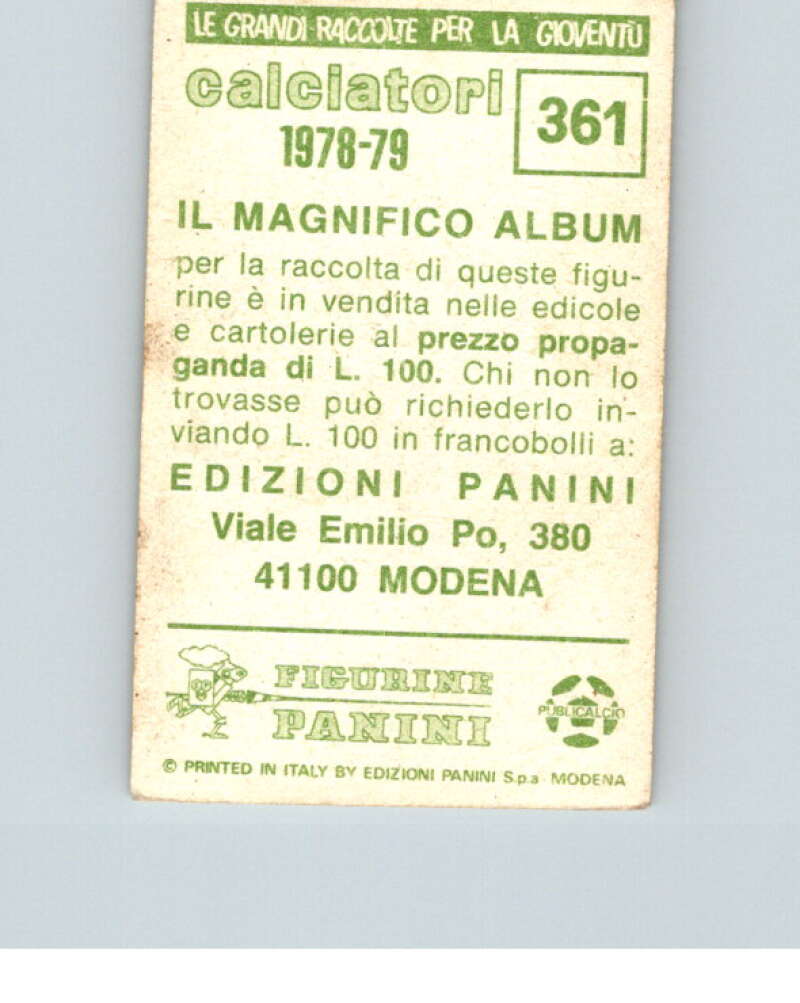 LE GRANDI RACCOLTE PER LA GIOVENTÙ
calciatori
1978-79
361
IL MAGNIFICO ALBUM
per la raccolta di queste figu-
rine è in vendita nelle edicole
e cartolerie al prezzo propa-
ganda di L. 100. Chi non lo
trovasse può richiederlo in-
viando L. 100 in francobolli a:
EDIZIONI PANINI
Viale Emilio Po, 380
41100 MODENA
FIGURINE
PANINI
PUBLICALCIO
© PRINTED IN ITALY BY EDIZIONI PANINI S.p.a - MODENA